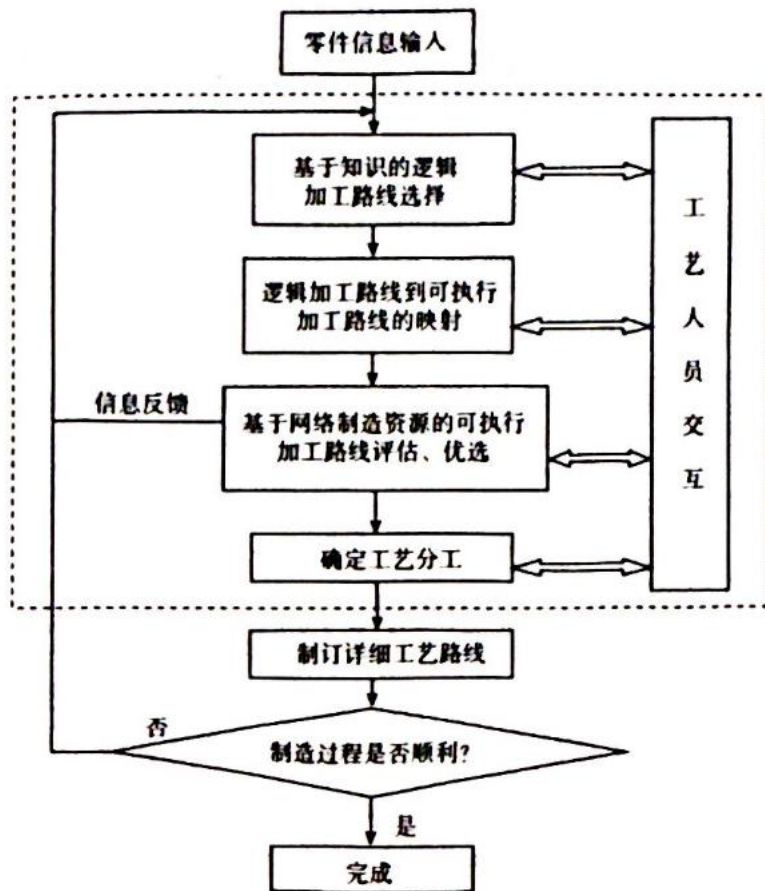 零件信息输入
基于知识的逻辑
加工路线选择
逻辑加工路线到可执行
加工路线的映射
信息反馈
基于网络制造资源的可执行
加工路线评估、优选
确定工艺分工
工
艺
人
员
交
互
制订详细工艺路线
否
制造过程是否顺利?
是
完成